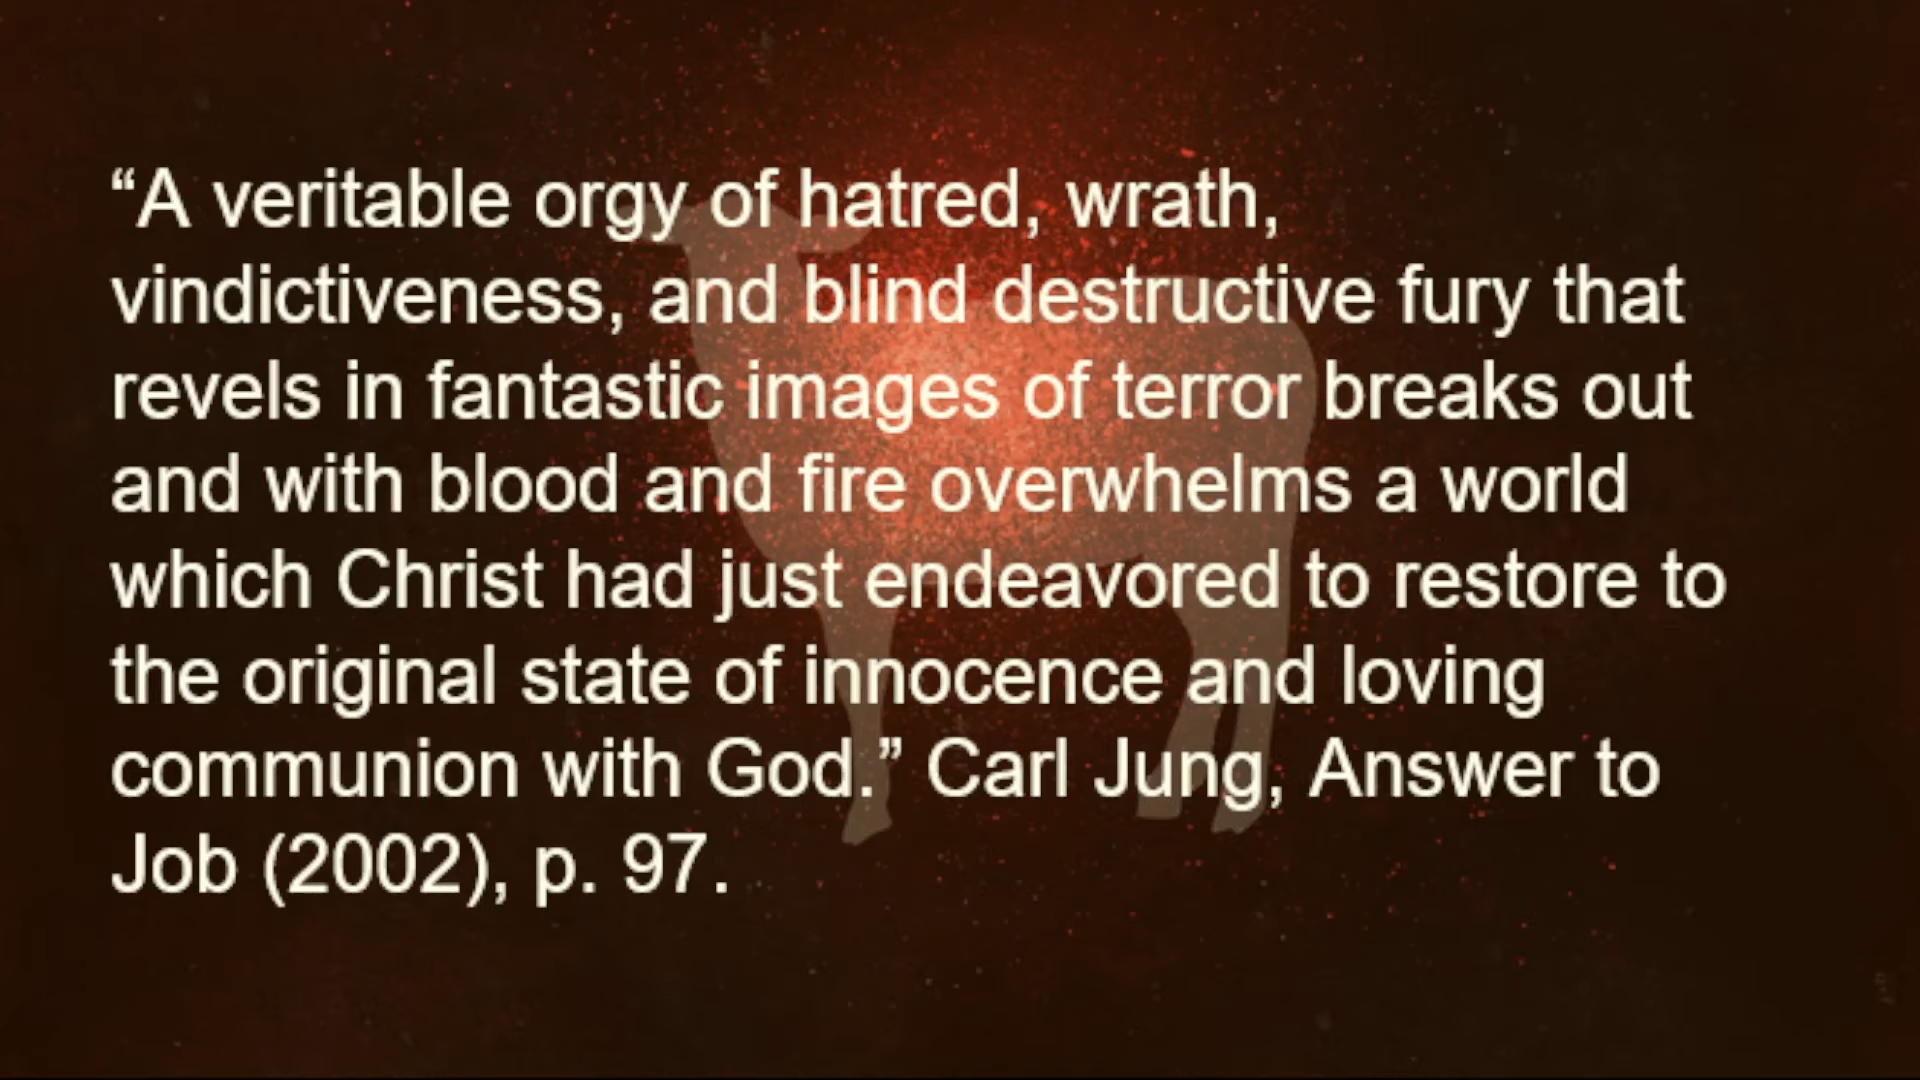 “A veritable orgy of hatred, wrath,
vindictiveness, and blind destructive fury that
revels in fantastic images of terror breaks out
and with blood and fire overwhelms a world
which Christ had just endeavored to restore to
the original state of innocence and loving
communion with God.” Carl Jung, Answer to
Job (2002), p. 97.